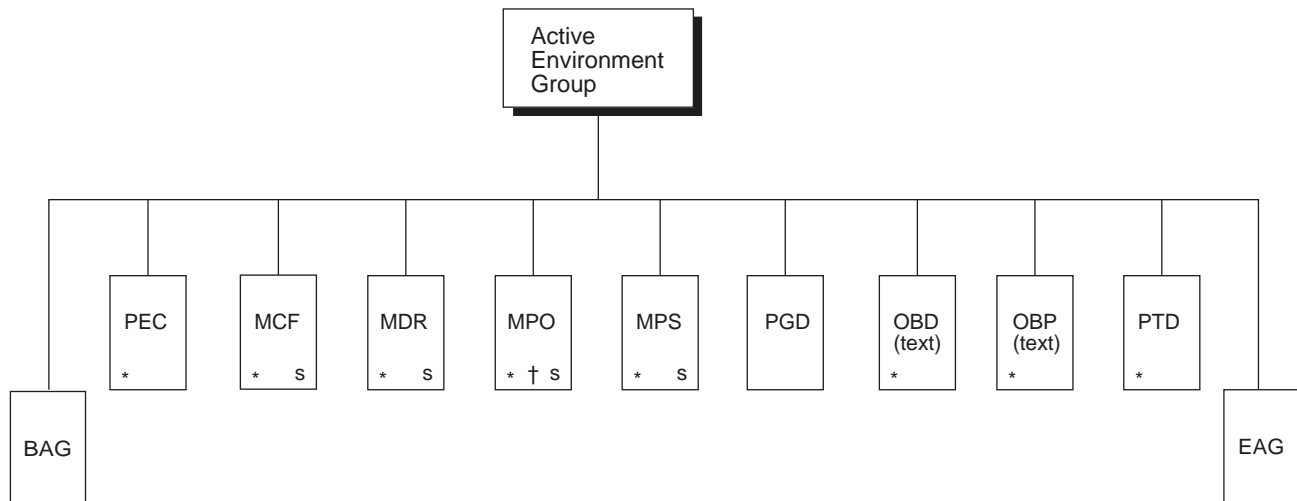 Active
Environment
Group
PEC
*
MCF
* s
MDR
* s
MPO
* † s
MPS
* s
PGD
OBD
(text)
*
OBP
(text)
*
PTD
*
BAG
EAG